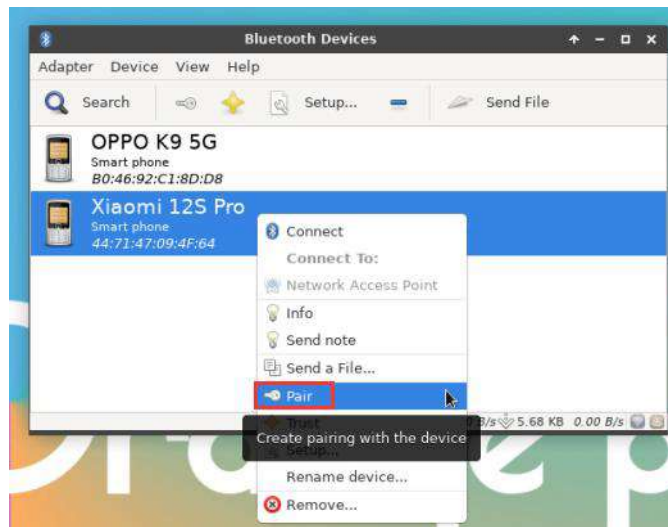 Bluetooth Devices
Adapter Device View Help
Search Setup... Send File
OPPO K9 5G
Smart phone
B0:46:92:C1:8D:D8
Xiaomi 12S Pro
Smart phone
44:71:47:09:4F:64
Connect
Connect To:
Network Access Point
Info
Send note
Send a File...
Pair
Trust
B/s 5.68 KB 0.00 B/s
Create pairing with the device
Setup...
Rename device...
Remove...